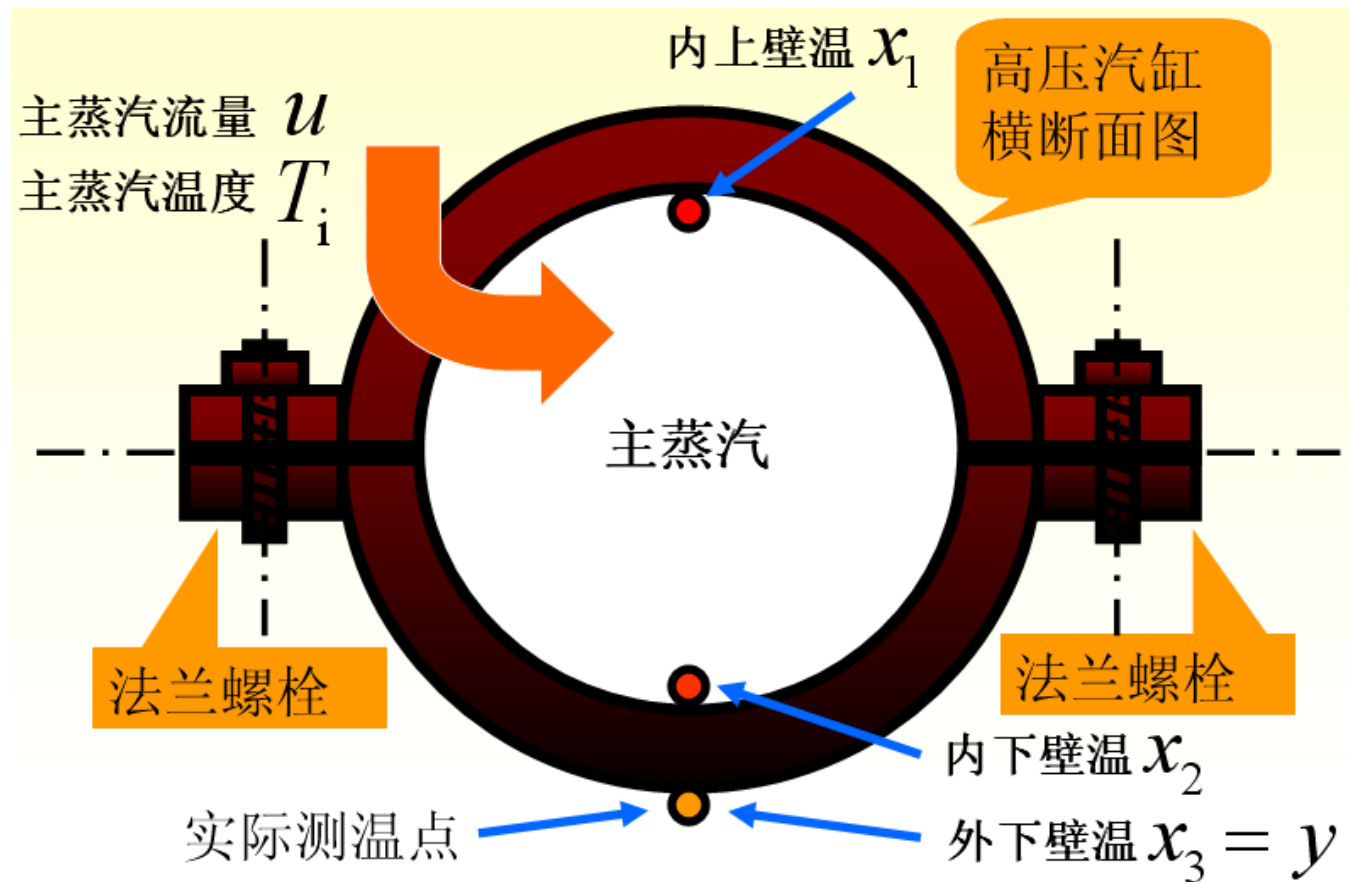 内上壁温 x₁
高压汽缸
横断面图
主蒸汽流量 u
主蒸汽温度 Tᵢ
主蒸汽
法兰螺栓
法兰螺栓
内下壁温 x₂
实际测温点
外下壁温 x₃ = y